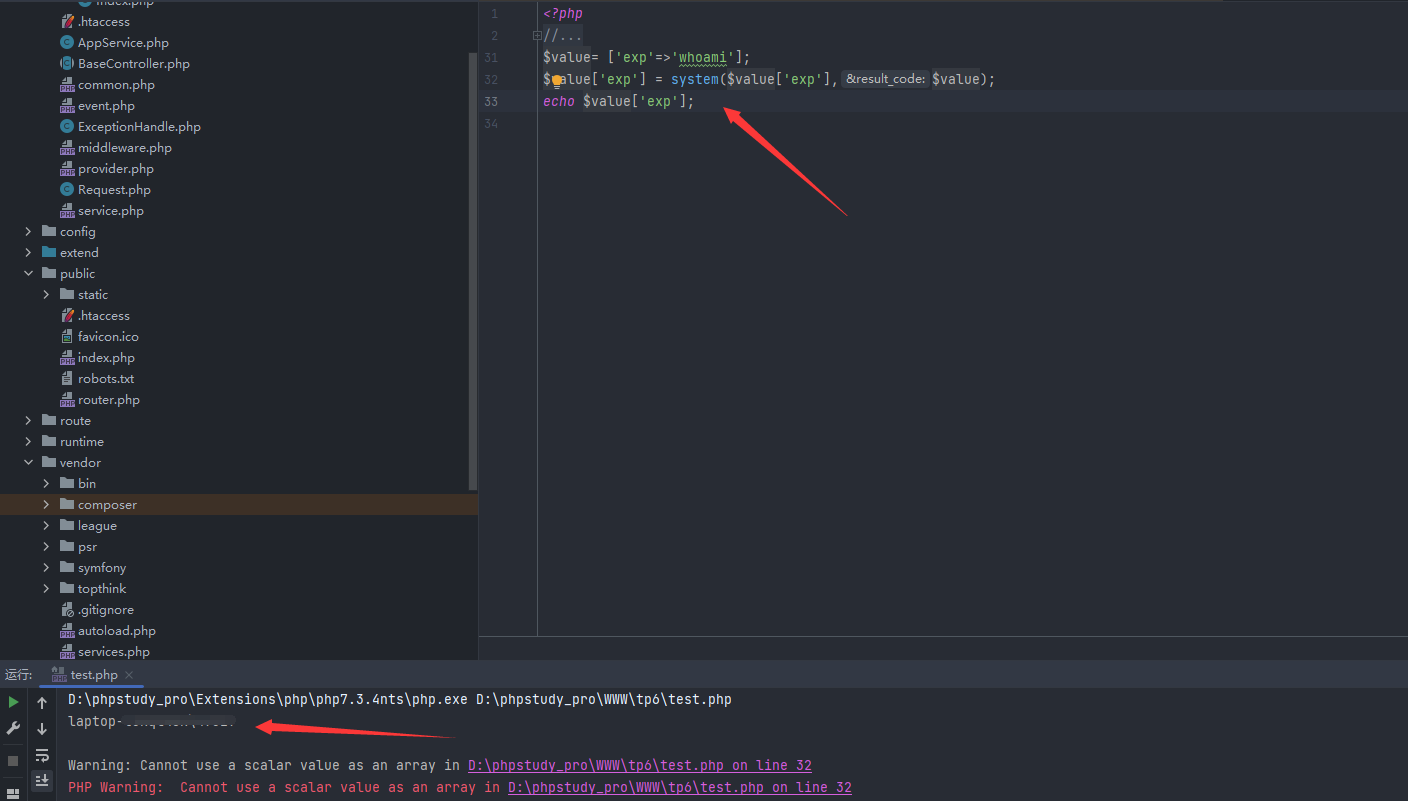 index.php
.htaccess
AppService.php
BaseController.php
common.php
event.php
ExceptionHandle.php
middleware.php
provider.php
Request.php
service.php
config
extend
public
static
.htaccess
favicon.ico
index.php
robots.txt
router.php
route
runtime
vendor
bin
composer
league
psr
symfony
topthink
.gitignore
autoload.php
services.php
1 <?php
2 //...
31 $value= ['exp'=>'whoami'];
32 $value['exp'] = system($value['exp'], &result_code: $value);
33 echo $value['exp'];
34
运行: test.php
D:\phpstudy_pro\Extensions\php\php7.3.4nts\php.exe D:\phpstudy_pro\WWW\tp6\test.php
laptop-
Warning: Cannot use a scalar value as an array in D:\phpstudy_pro\WWW\tp6\test.php on line 32
PHP Warning:  Cannot use a scalar value as an array in D:\phpstudy_pro\WWW\tp6\test.php on line 32